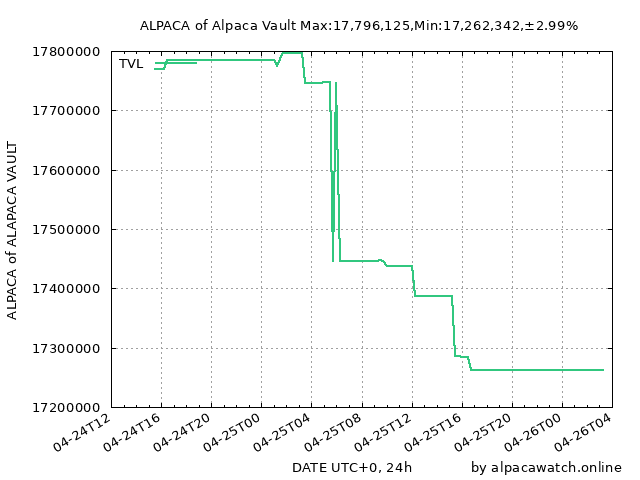 ALPACA of Alpaca Vault Max:17,796,125,Min:17,262,342,±2.99%
17800000
TVL
17700000
17600000
17500000
17400000
17300000
17200000
ALPACA of ALAPACA VAULT
04-24T12
04-24T16
04-24T20
04-25T00
04-25T04
04-25T08
04-25T12
04-25T16
04-25T20
04-26T00
04-26T04
DATE UTC+0, 24h
by alpacawatch.online